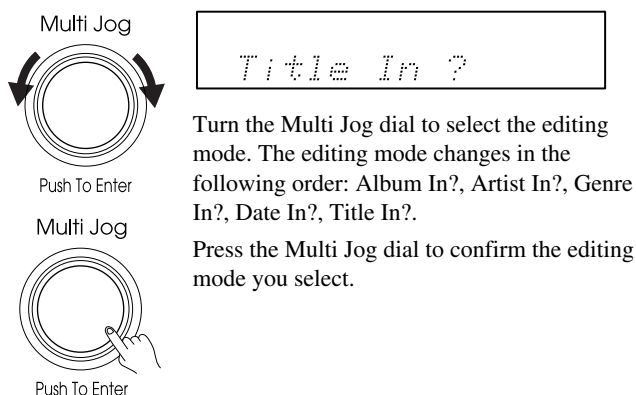 Multi Jog
Push To Enter
Title In ?
Turn the Multi Jog dial to select the editing
mode. The editing mode changes in the
following order: Album In?, Artist In?, Genre
In?, Date In?, Title In?.
Multi Jog
Push To Enter
Press the Multi Jog dial to confirm the editing
mode you select.